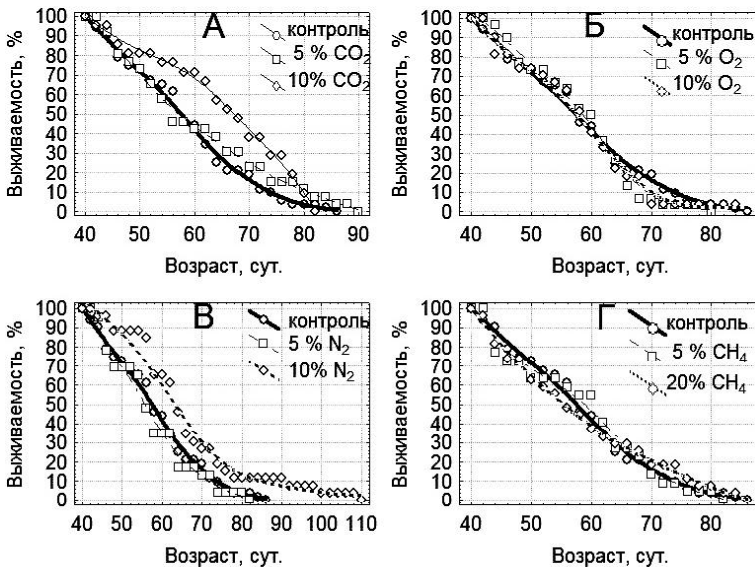 А
контроль
5 % CO2
10% CO2
Выживаемость, %
100
90
80
70
60
50
40
30
20
10
0
40 50 60 70 80 90
Возраст, сут.
Б
контроль
5 % O2
10% O2
Выживаемость, %
100
90
80
70
60
50
40
30
20
10
0
40 50 60 70 80
Возраст, сут.
В
контроль
5 % N2
10% N2
Выживаемость, %
100
90
80
70
60
50
40
30
20
10
0
40 50 60 70 80 90 100 110
Возраст, сут.
Г
контроль
5 % CH4
20% CH4
Выживаемость, %
100
90
80
70
60
50
40
30
20
10
0
40 50 60 70 80
Возраст, сут.